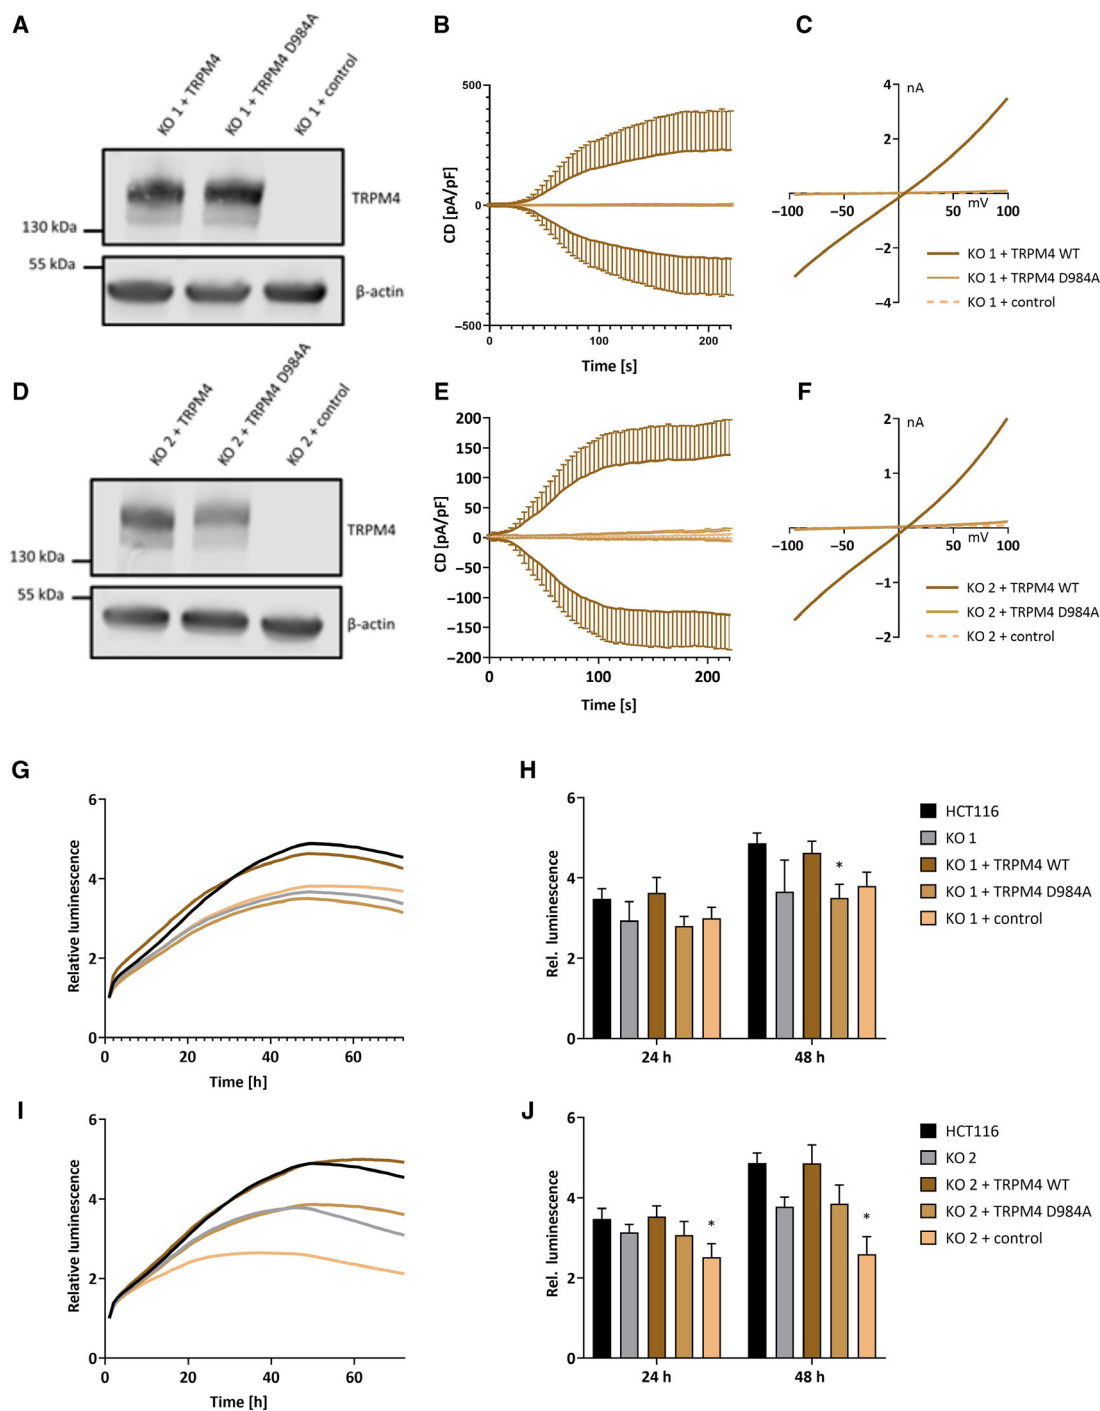 A
KO 1 + TRPM4
KO 1 + TRPM4 D984A
KO 1 + control
TRPM4
130 kDa
55 kDa
β-actin
B
500
0
−500
CD [pA/pF]
0
100
200
Time [s]
C
4
nA
2
−100
−50
50
100
mV
−2
−4
KO 1 + TRPM4 WT
KO 1 + TRPM4 D984A
KO 1 + control
D
KO 2 + TRPM4
KO 2 + TRPM4 D984A
KO 2 + control
TRPM4
130 kDa
55 kDa
β-actin
E
200
150
100
50
0
−50
−100
−150
−200
CD [pA/pF]
0
100
200
Time [s]
F
2
nA
1
−100
−50
50
100
mV
−1
−2
KO 2 + TRPM4 WT
KO 2 + TRPM4 D984A
KO 2 + control
G
6
4
2
0
Relative luminescence
0
20
40
60
Time [h]
H
6
4
2
0
Rel. luminescence
*
24 h
48 h
HCT116
KO 1
KO 1 + TRPM4 WT
KO 1 + TRPM4 D984A
KO 1 + control
I
6
4
2
0
Relative luminescence
0
20
40
60
Time [h]
J
6
4
2
0
Rel. luminescence
*
*
24 h
48 h
HCT116
KO 2
KO 2 + TRPM4 WT
KO 2 + TRPM4 D984A
KO 2 + control